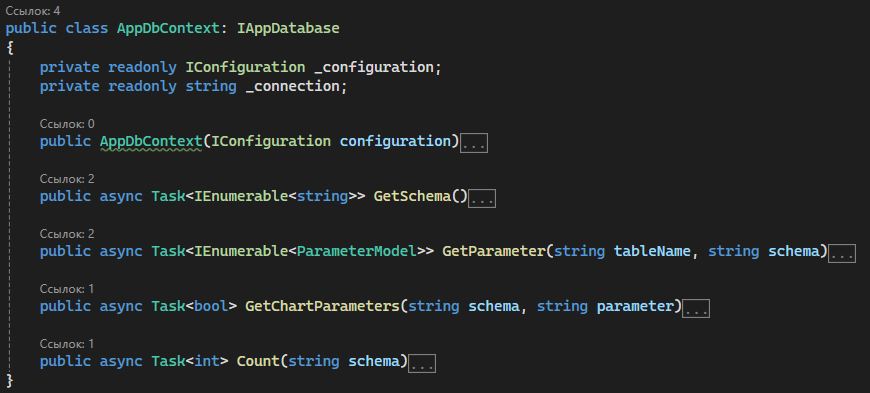 Ссылок: 4
public class AppDbContext: IAppDatabase
{
private readonly IConfiguration _configuration;
private readonly string _connection;
Ссылок: 0
public AppDbContext(IConfiguration configuration)...
Ссылок: 2
public async Task<IEnumerable<string>> GetSchema()...
Ссылок: 2
public async Task<IEnumerable<ParameterModel>> GetParameter(string tableName, string schema)...
Ссылок: 1
public async Task<bool> GetChartParameters(string schema, string parameter)...
Ссылок: 1
public async Task<int> Count(string schema)...
}